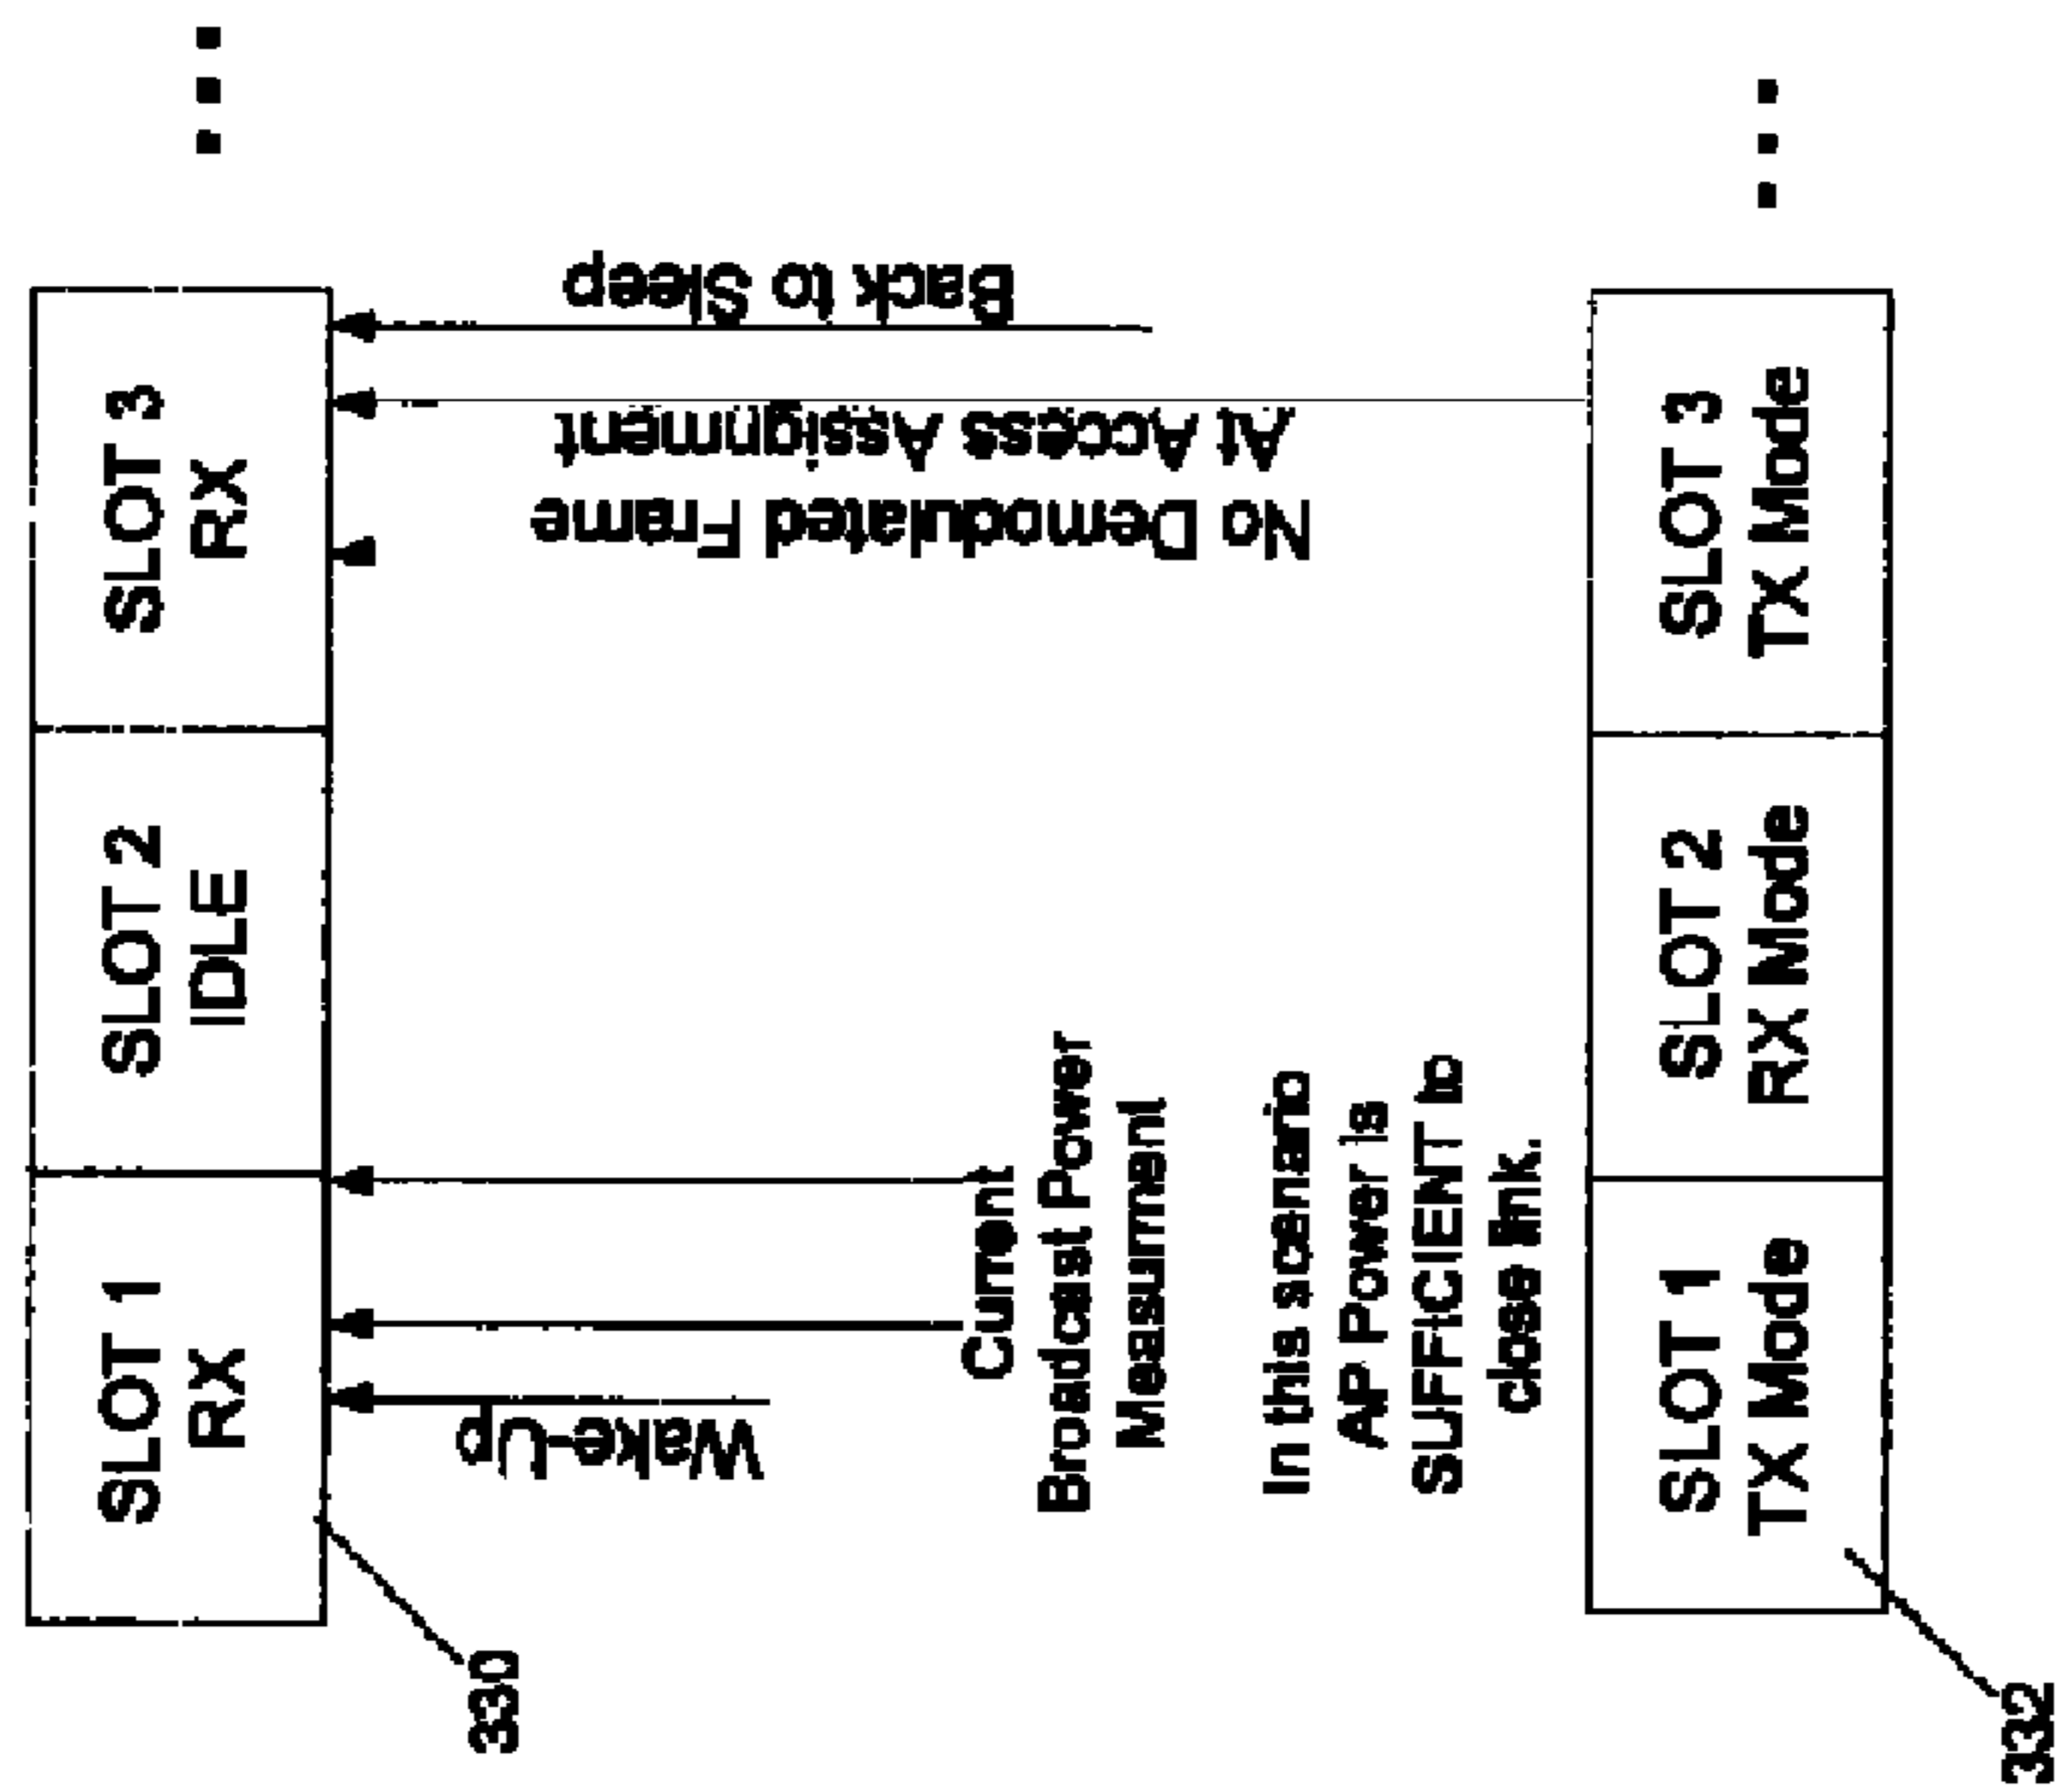 SLOT 1
RX
SLOT 2
IDLE
SLOT 3
RX
330
Wake-Up
Current
Broadcast Power
Measurment
In this scenario
AP Power is
SUFFICIENT to
close link.
No Demodulated Frame
At Access Assignment
Back to Sleep
SLOT 1
TX Mode
SLOT 2
RX Mode
SLOT 3
TX Mode
332